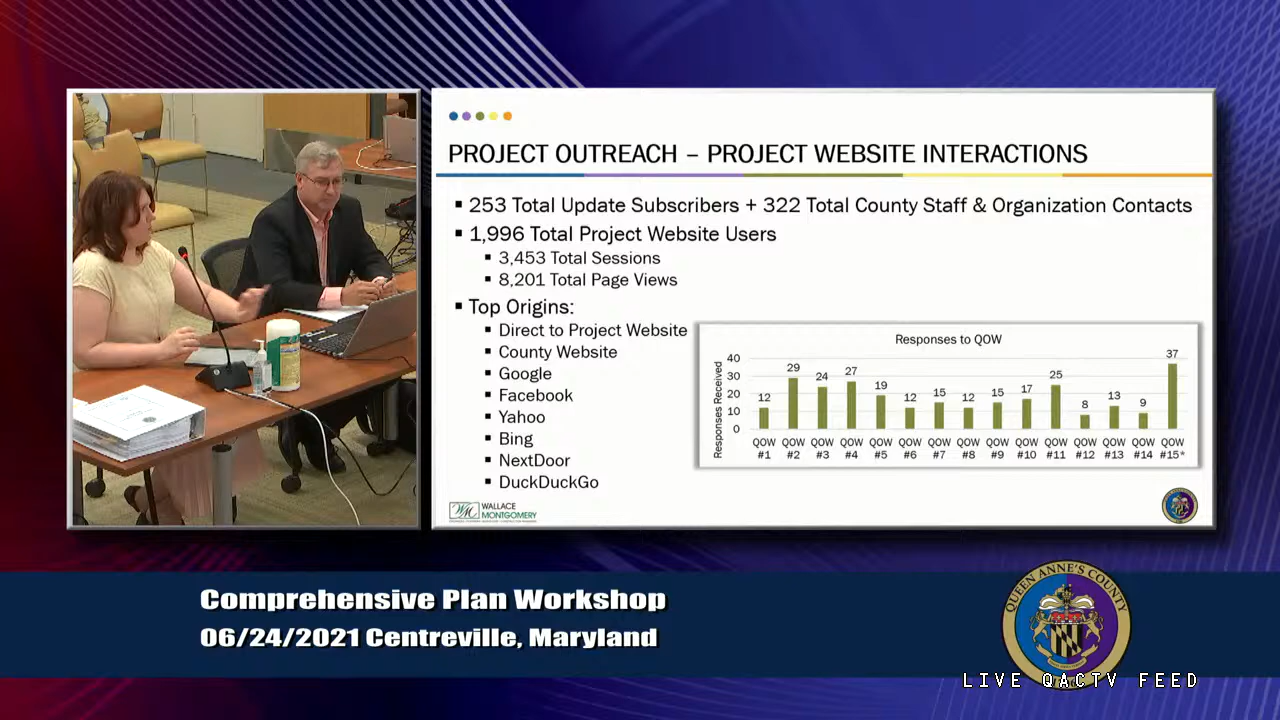 PROJECT OUTREACH – PROJECT WEBSITE INTERACTIONS
▪ 253 Total Update Subscribers + 322 Total County Staff & Organization Contacts
▪ 1,996 Total Project Website Users
▪ 3,453 Total Sessions
▪ 8,201 Total Page Views
▪ Top Origins:
▪ Direct to Project Website
▪ County Website
▪ Google
▪ Facebook
▪ Yahoo
▪ Bing
▪ NextDoor
▪ DuckDuckGo
Responses to QOW
Responses Received
40
30
20
10
0
12 29 24 27 19 12 15 12 15 17 25 8 13 9 37
QOW QOW QOW QOW QOW QOW QOW QOW QOW QOW QOW QOW QOW QOW QOW
#1 #2 #3 #4 #5 #6 #7 #8 #9 #10 #11 #12 #13 #14 #15*
WALLACE
MONTGOMERY
Comprehensive Plan Workshop
06/24/2021 Centreville, Maryland
QUEEN ANNE'S COUNTY
LIVE QACTV FEED